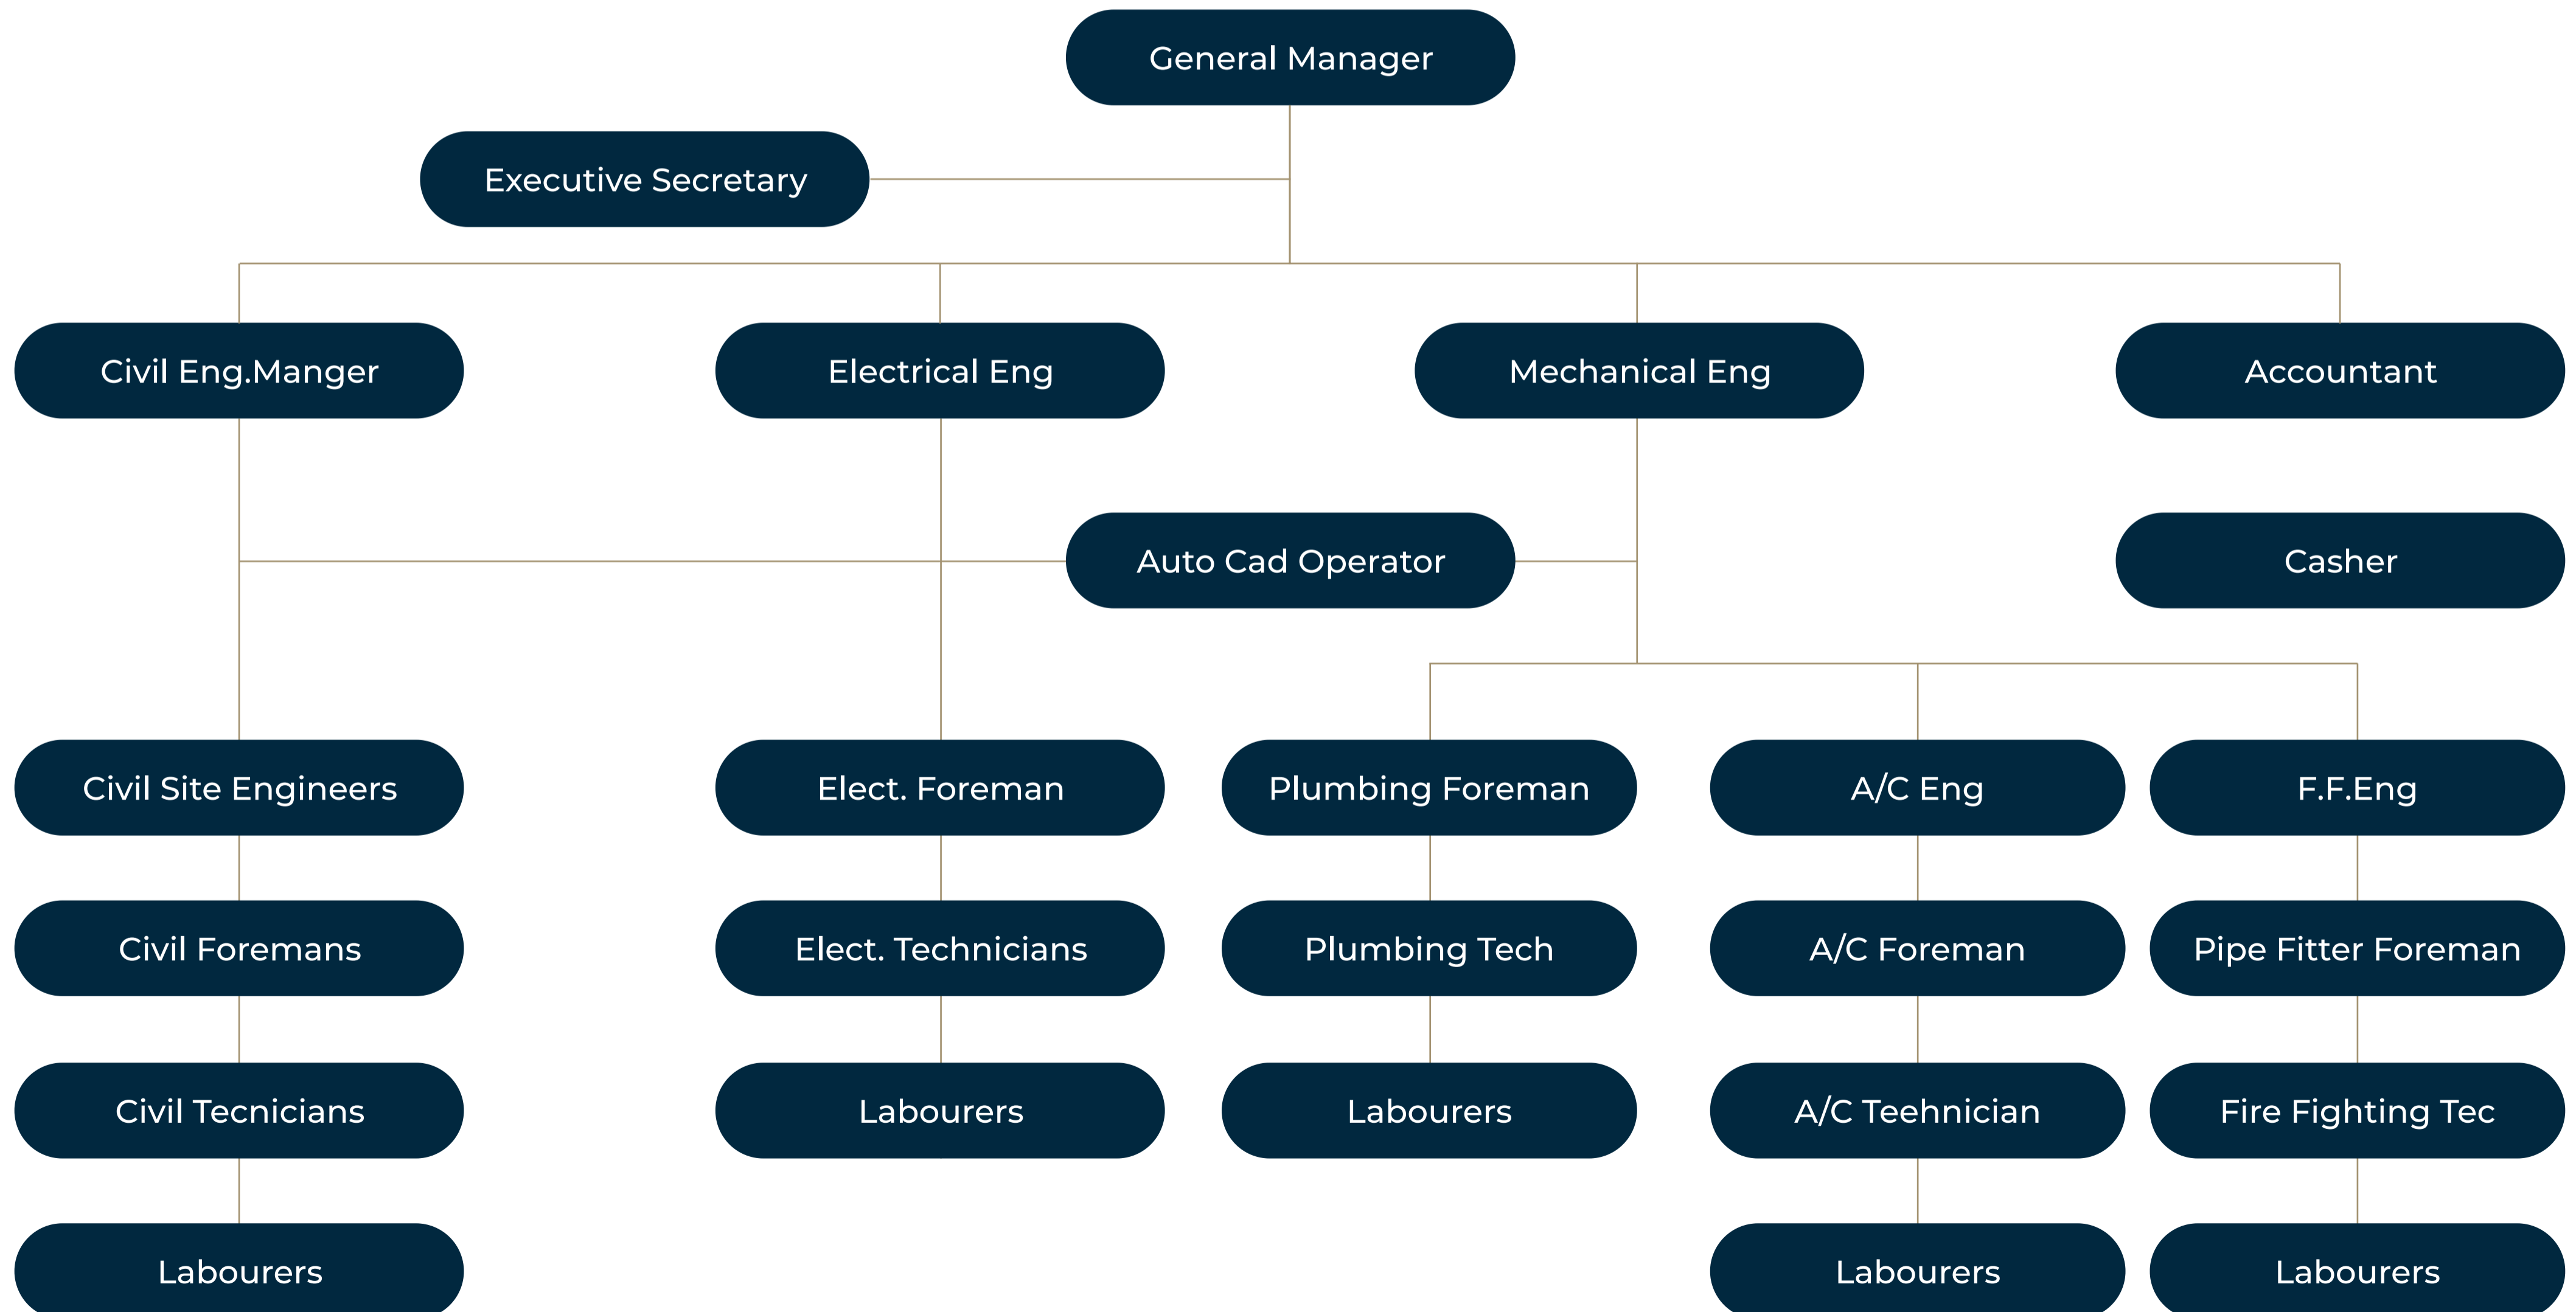 General Manager
Executive Secretary
Civil Eng.Manger
Electrical Eng
Mechanical Eng
Accountant
Auto Cad Operator
Casher
Civil Site Engineers
Elect. Foreman
Plumbing Foreman
A/C Eng
F.F.Eng
Civil Foremans
Elect. Technicians
Plumbing Tech
A/C Foreman
Pipe Fitter Foreman
Civil Tecnicians
Labourers
Labourers
A/C Teehnician
Fire Fighting Tec
Labourers
Labourers
Labourers